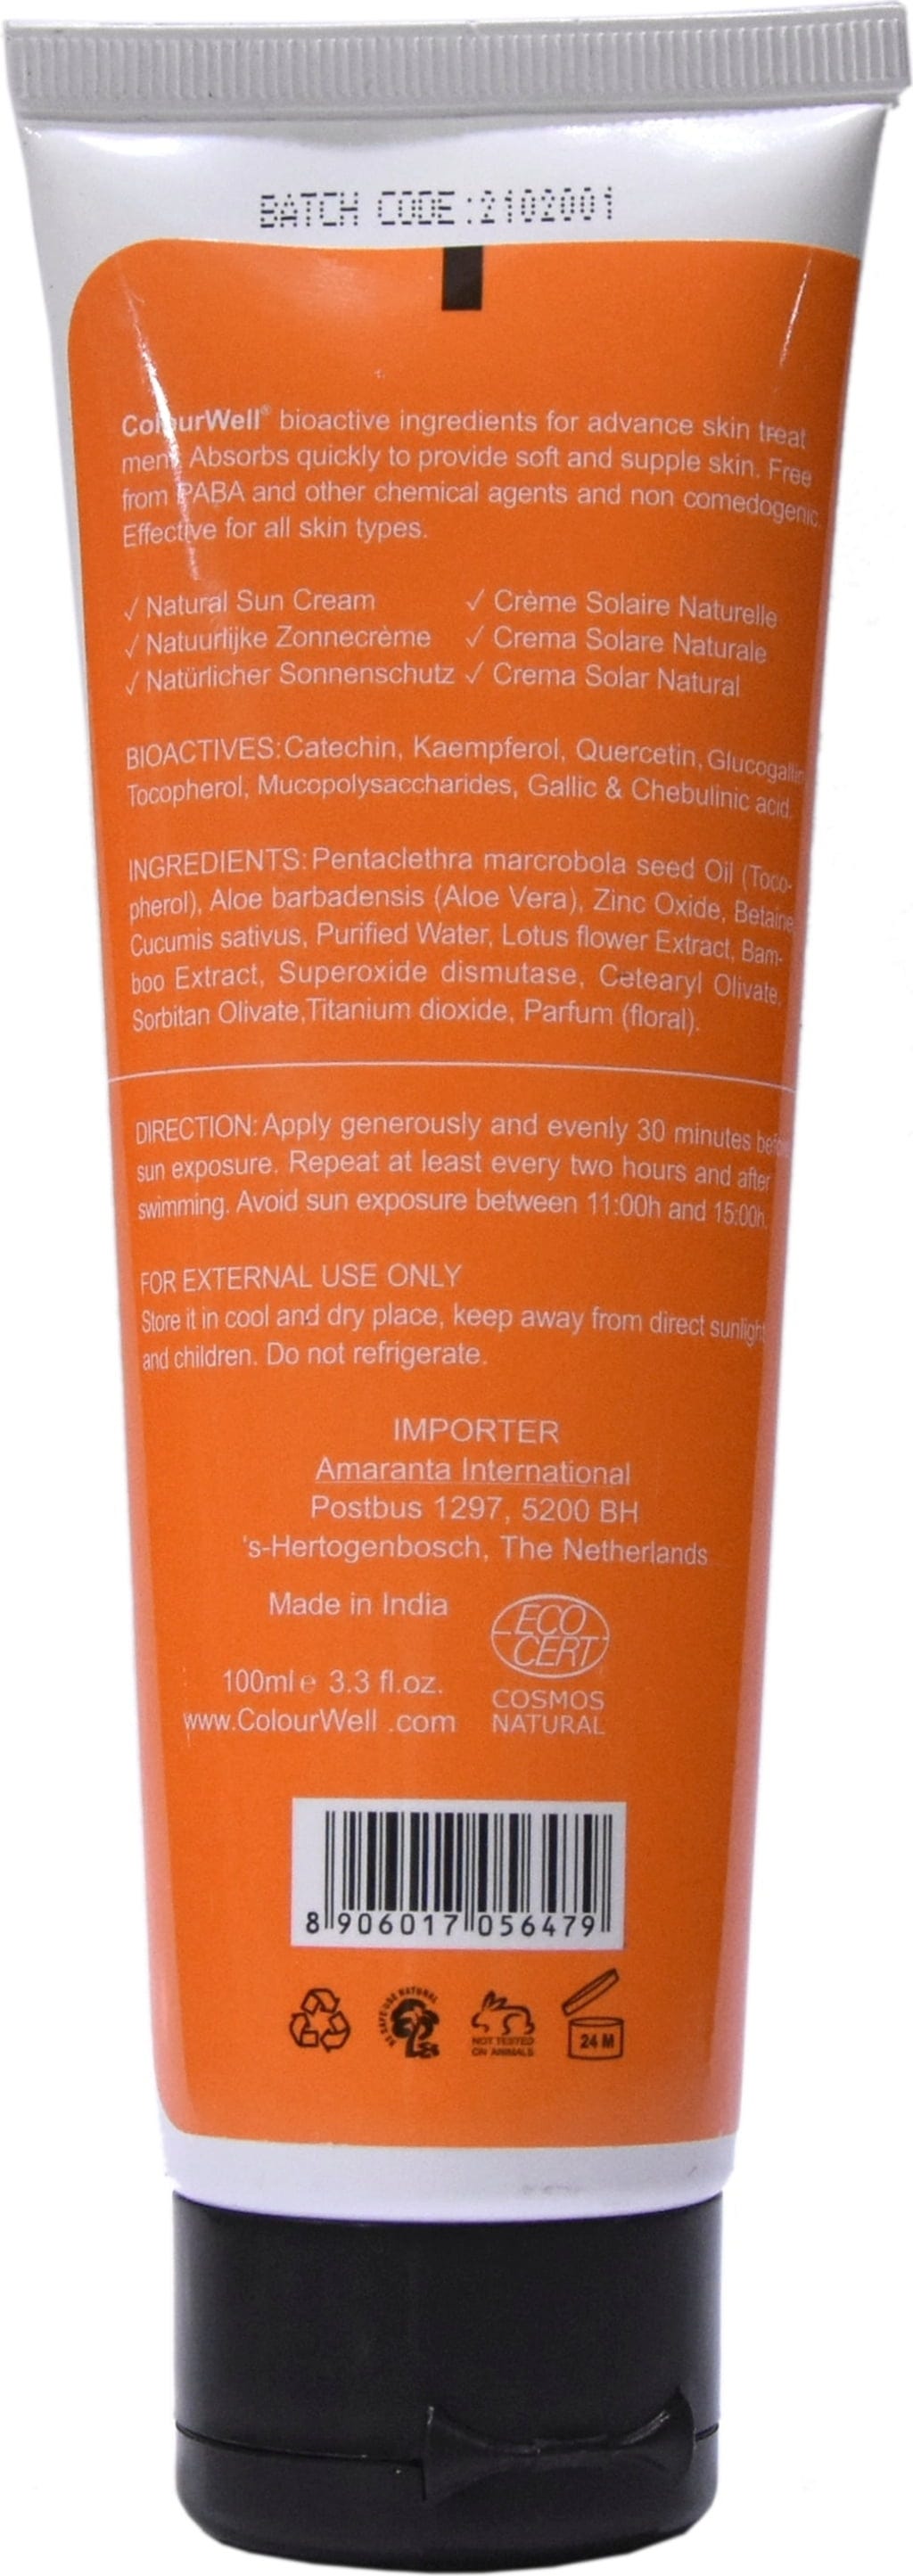 BATCH CODE:2102001
ColourWell® bioactive ingredients for advance skin treat
ment. Absorbs quickly to provide soft and supple skin. Free
from PABA and other chemical agents and non comedogenic.
Effective for all skin types.
✓ Natural Sun Cream ✓ Crème Solaire Naturelle
✓ Natuurlijke Zonnecrème ✓ Crema Solare Naturale
✓ Natürlicher Sonnenschutz ✓ Crema Solar Natural
BIOACTIVES: Catechin, Kaempferol, Quercetin, Glucogallin
Tocopherol, Mucopolysaccharides, Gallic & Chebulinic acid.
INGREDIENTS: Pentaclethra marcrobola seed Oil (Toco-
pherol), Aloe barbadensis (Aloe Vera), Zinc Oxide, Betaine
Cucumis sativus, Purified Water, Lotus flower Extract, Bam-
boo Extract, Superoxide dismutase, Cetearyl Olivate,
Sorbitan Olivate, Titanium dioxide, Parfum (floral).
DIRECTION: Apply generously and evenly 30 minutes before
sun exposure. Repeat at least every two hours and after
swimming. Avoid sun exposure between 11:00h and 15:00h.
FOR EXTERNAL USE ONLY
Store it in cool and dry place, keep away from direct sunlight
and children. Do not refrigerate.
IMPORTER
Amaranta International
Postbus 1297, 5200 BH
's-Hertogenbosch, The Netherlands
Made in India
ECO
CERT
100ml e 3.3 fl.oz.
COSMOS
www.ColourWell .com
NATURAL
8 906017 056479
NOT TESTED
ON ANIMALS
24 M